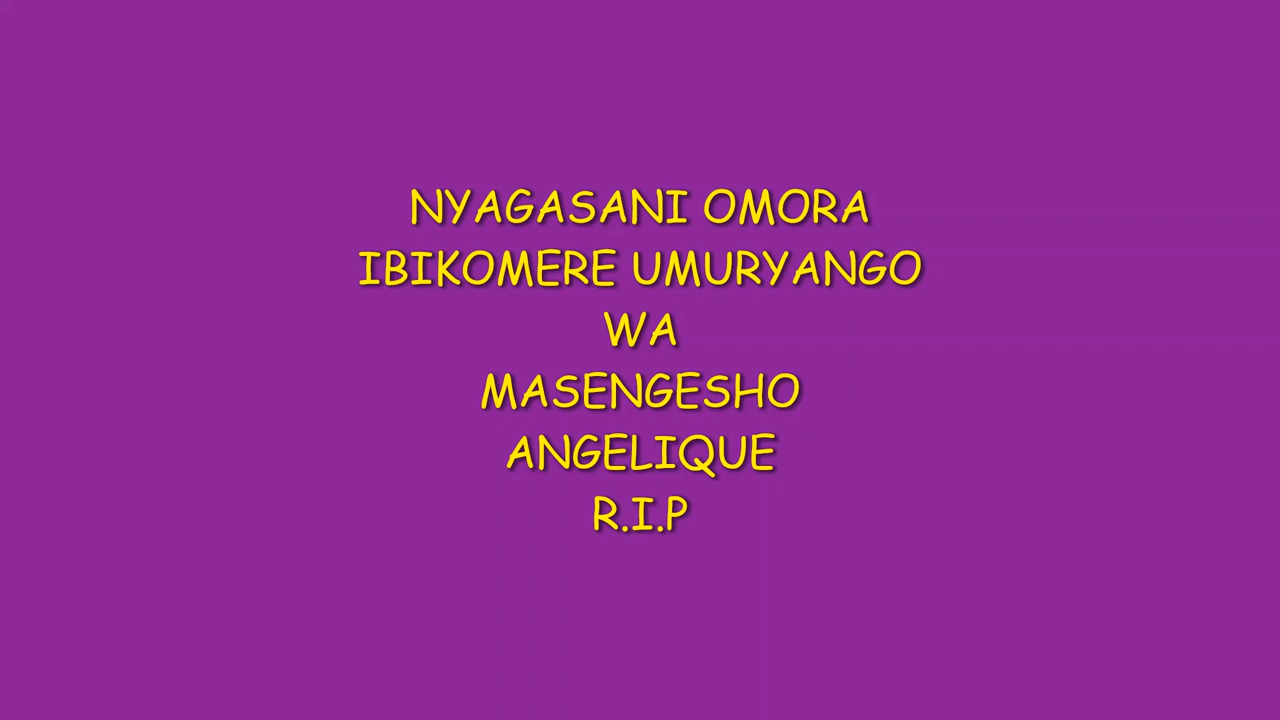 NYAGASANI OMORA
IBIKOMERE UMURYANGO
WA
MASENGESHO
ANGELIQUE
R.I.P